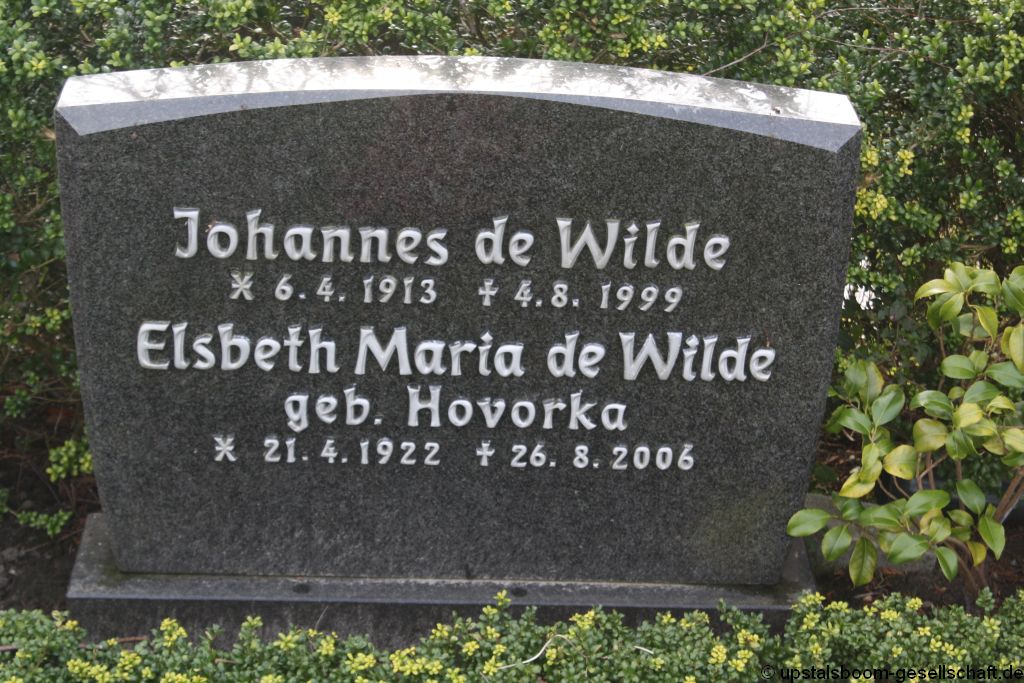 Johannes de Wilde
* 6.4.1913 † 4.8.1999
Elsbeth Maria de Wilde
geb. Hovorka
* 21.4.1922 † 26.8.2006
© upstalsboom-gesellschaft.de